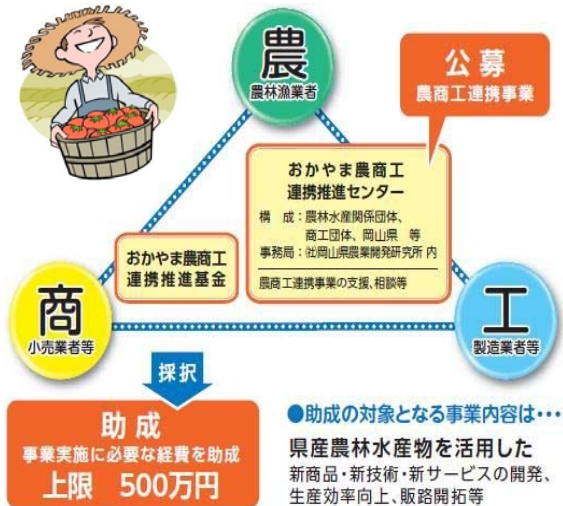 農
農林漁業者
公募
農商工連携事業
おかやま農商工
連携推進センター
構 成:農林水産関係団体、
商工団体、岡山県 等
事務局:㈳岡山県農業開発研究所 内
農商工連携事業の支援、相談等
おかやま農商工
連携推進基金
商
小売業者等
工
製造業者等
採択
助成
事業実施に必要な経費を助成
上限 500万円
●助成の対象となる事業内容は・・・
県産農林水産物を活用した
新商品・新技術・新サービスの開発、
生産効率向上、販路開拓等